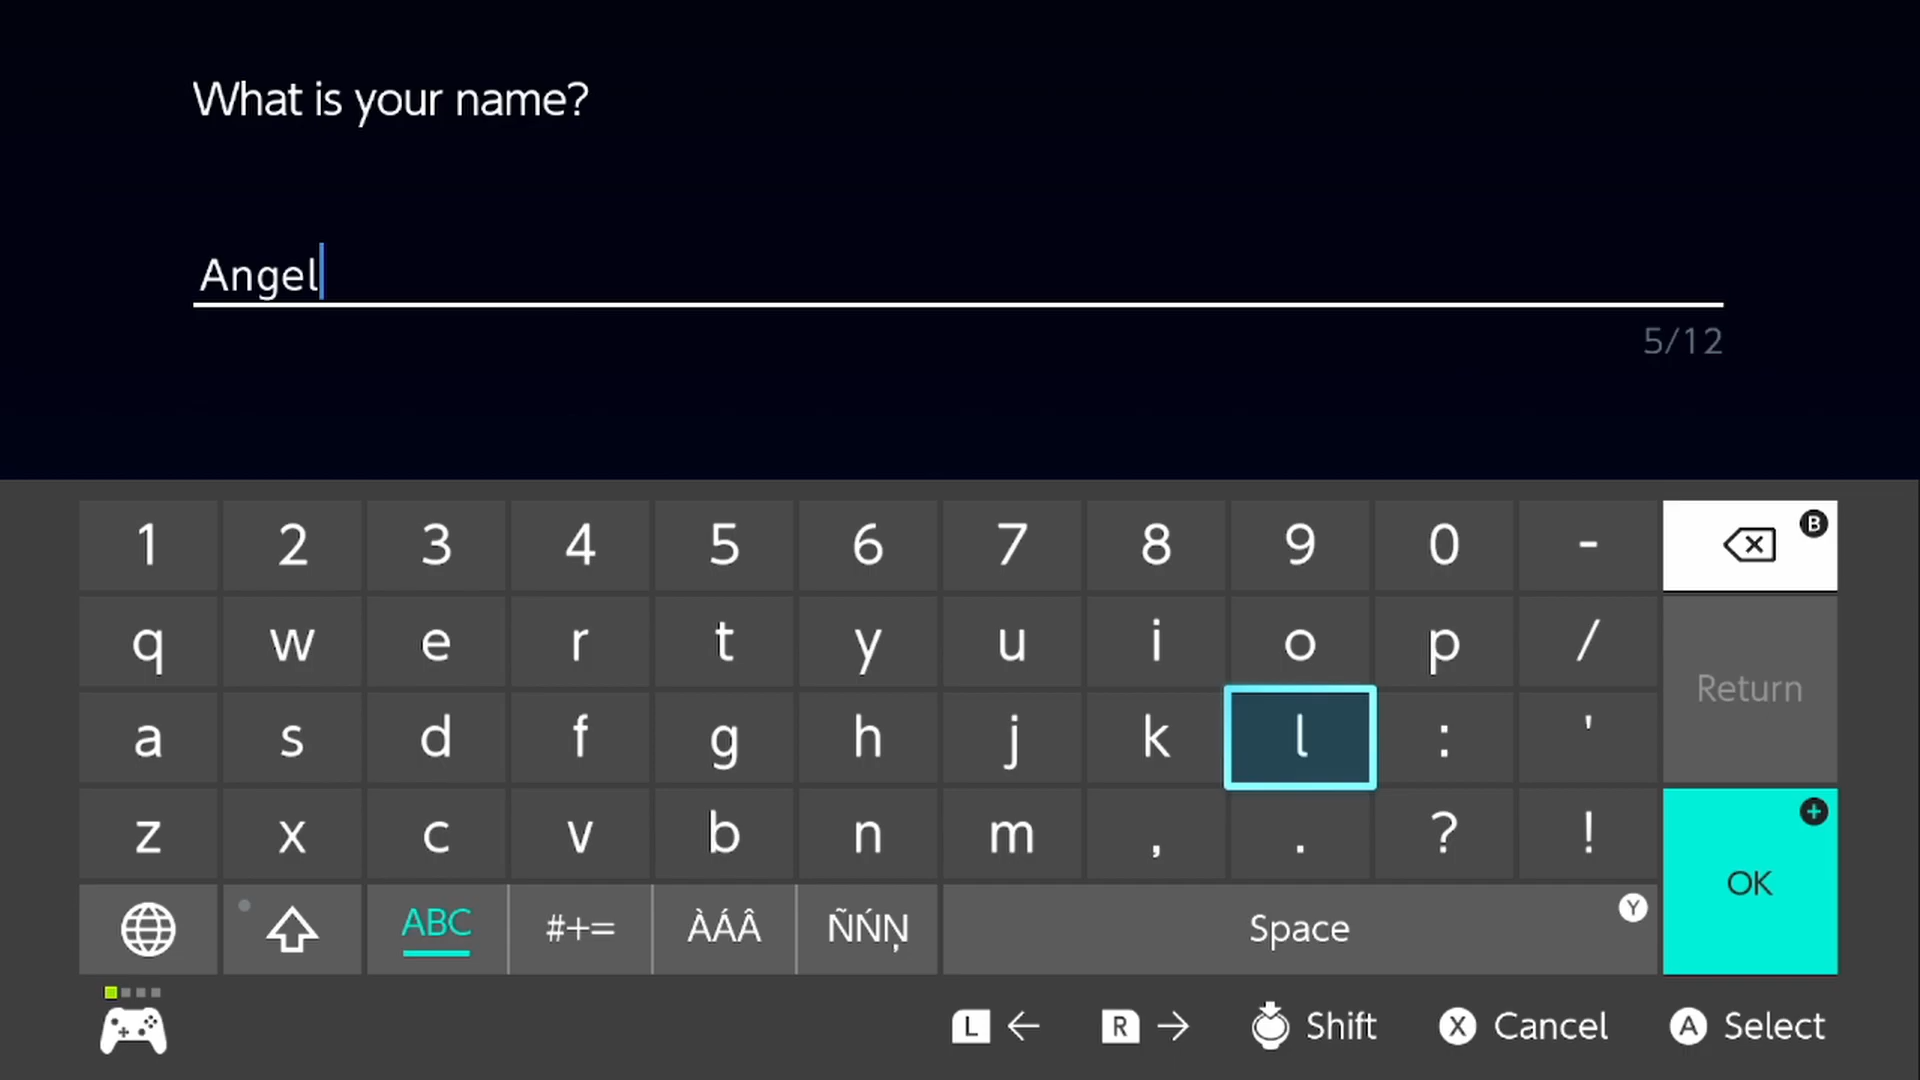 What is your name?
Angel
5/12
1 2 3 4 5 6 7 8 9 0 - B
q w e r t y u i o p / Return
a s d f g h j k l : '
z x c v b n m , . ? ! + OK
ABC #+= ÀÁÂ ÑŃŅ Space Y
L ← R → Shift X Cancel A Select